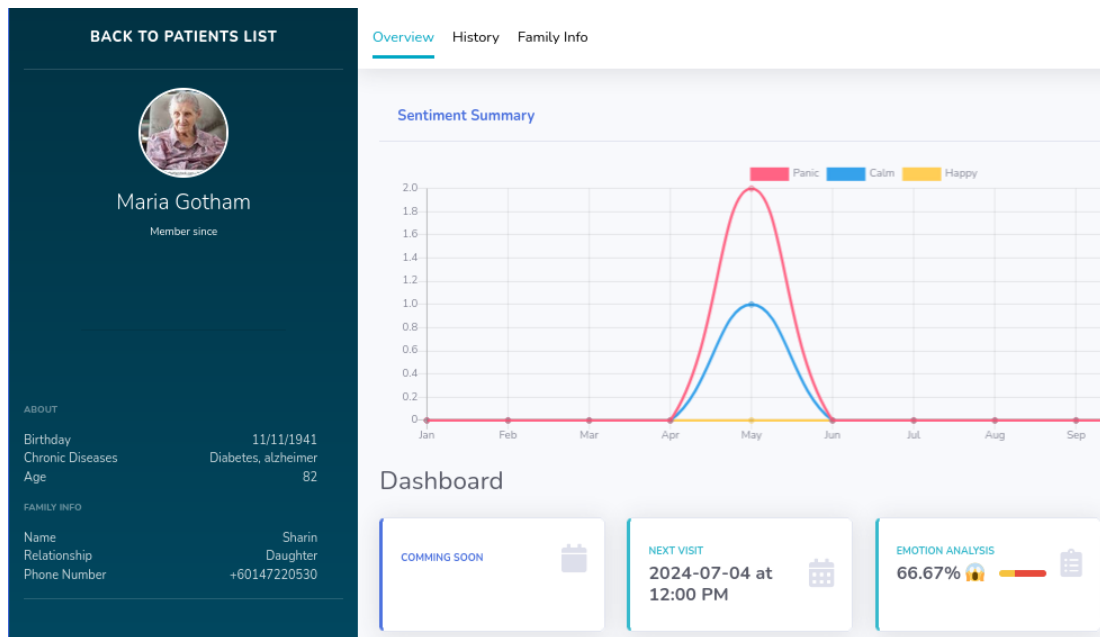 BACK TO PATIENTS LIST
Maria Gotham
Member since
ABOUT
Birthday 11/11/1941
Chronic Diseases Diabetes, alzheimer
Age 82
FAMILY INFO
Name Sharin
Relationship Daughter
Phone Number +60147220530
Overview History Family Info
Sentiment Summary
Panic Calm Happy
2.0
1.8
1.6
1.4
1.2
1.0
0.8
0.6
0.4
0.2
0
Jan Feb Mar Apr May Jun Jul Aug Sep
Dashboard
COMMING SOON
NEXT VISIT
2024-07-04 at
12:00 PM
EMOTION ANALYSIS
66.67% 😱